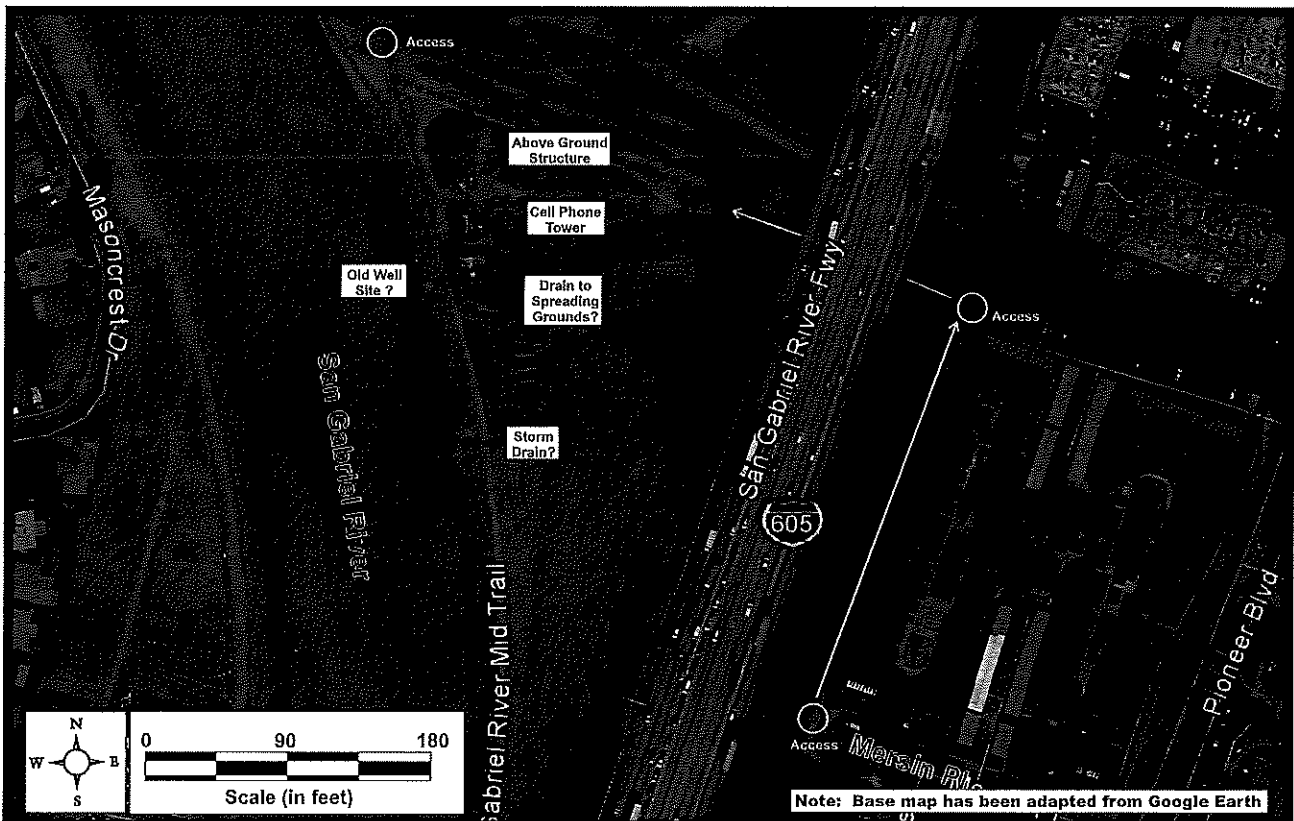 Access
Above Ground
Structure
Masoncrest Dr
Cell Phone
Tower
Old Well
Site ?
Drain to
Spreading
Grounds?
San Gabriel River Fwy
Access
San Gabriel River
Storm
Drain?
605
Gabriel River Mid Trail
Pioneer Blvd
Access
Mersin
N
W E
S
0 90 180
Scale (in feet)
Note: Base map has been adapted from Google Earth